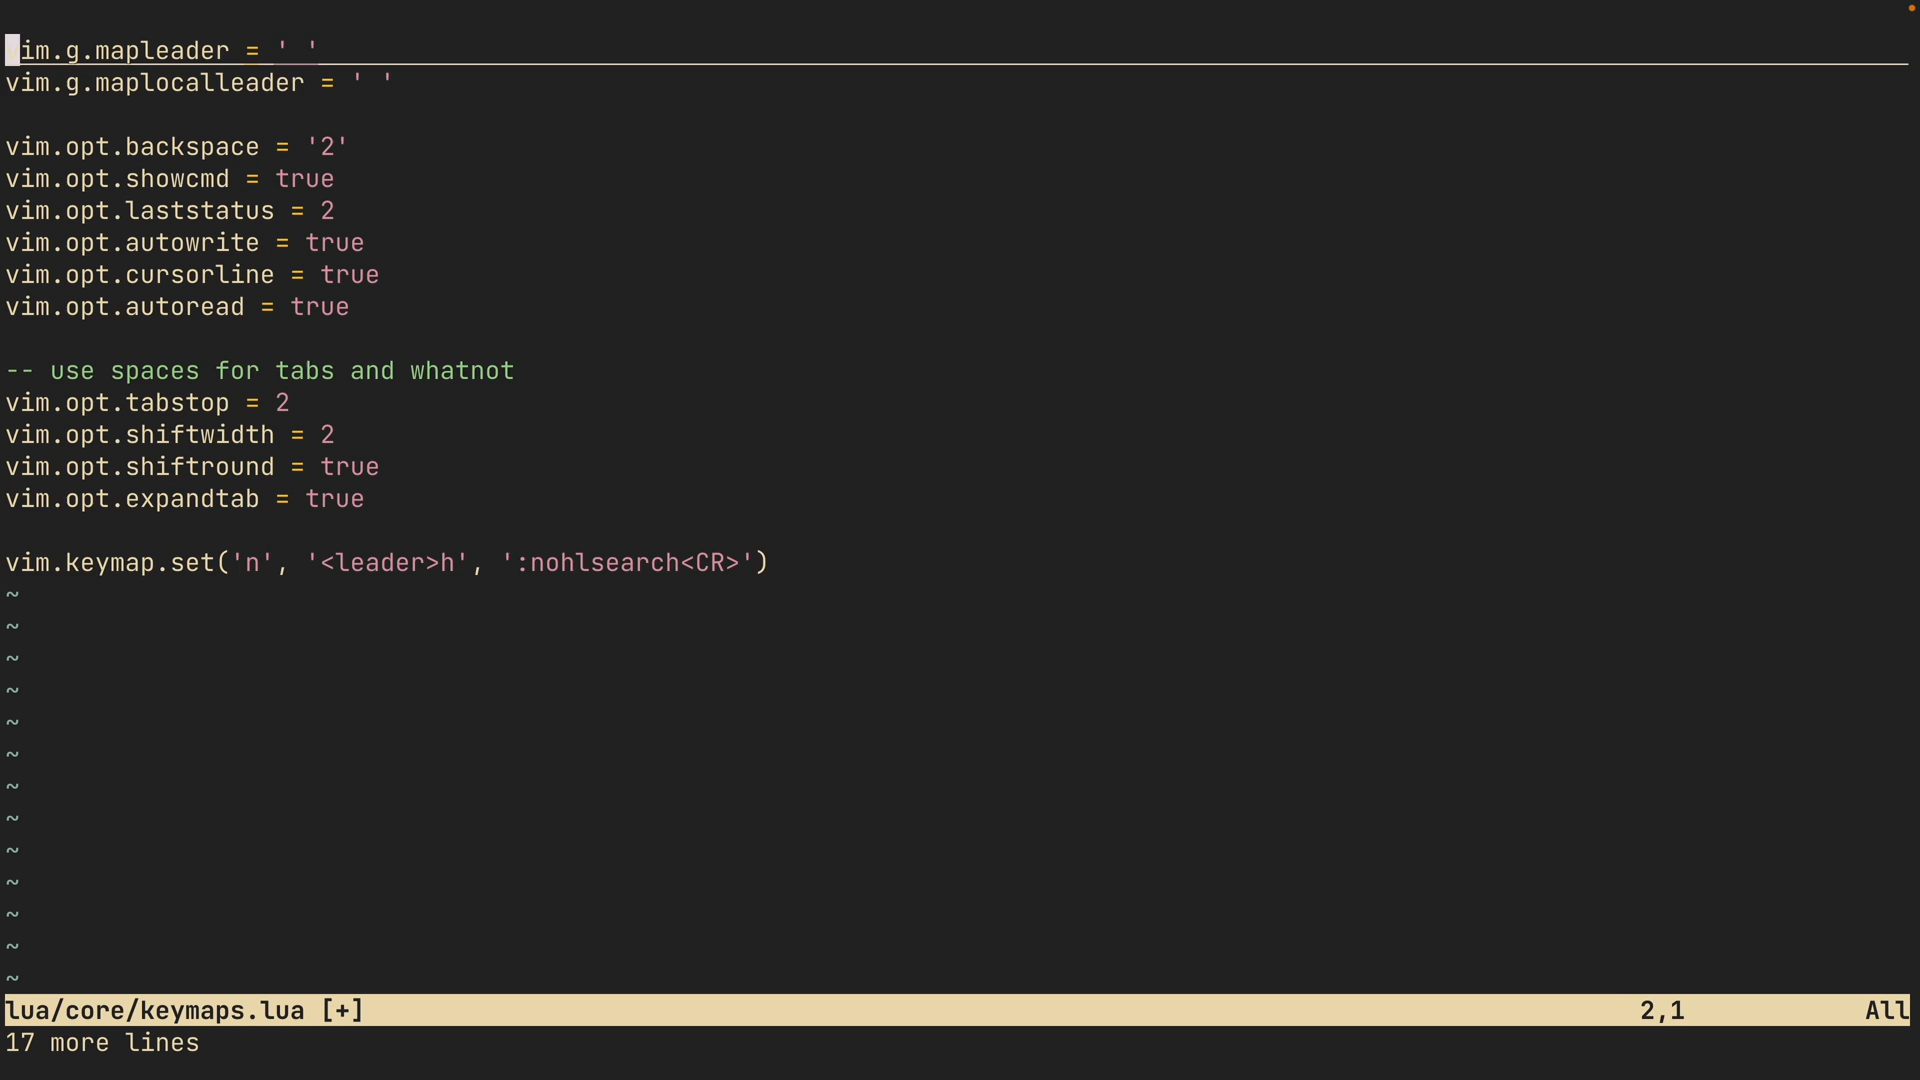 vim.g.mapleader = ' '
vim.g.maplocalleader = ' '
vim.opt.backspace = '2'
vim.opt.showcmd = true
vim.opt.laststatus = 2
vim.opt.autowrite = true
vim.opt.cursorline = true
vim.opt.autoread = true
-- use spaces for tabs and whatnot
vim.opt.tabstop = 2
vim.opt.shiftwidth = 2
vim.opt.shiftround = true
vim.opt.expandtab = true
vim.keymap.set('n', '<leader>h', ':nohlsearch<CR>')
~
~
~
~
~
~
~
~
~
~
~
~
~
lua/core/keymaps.lua [+] 2,1 All
17 more lines